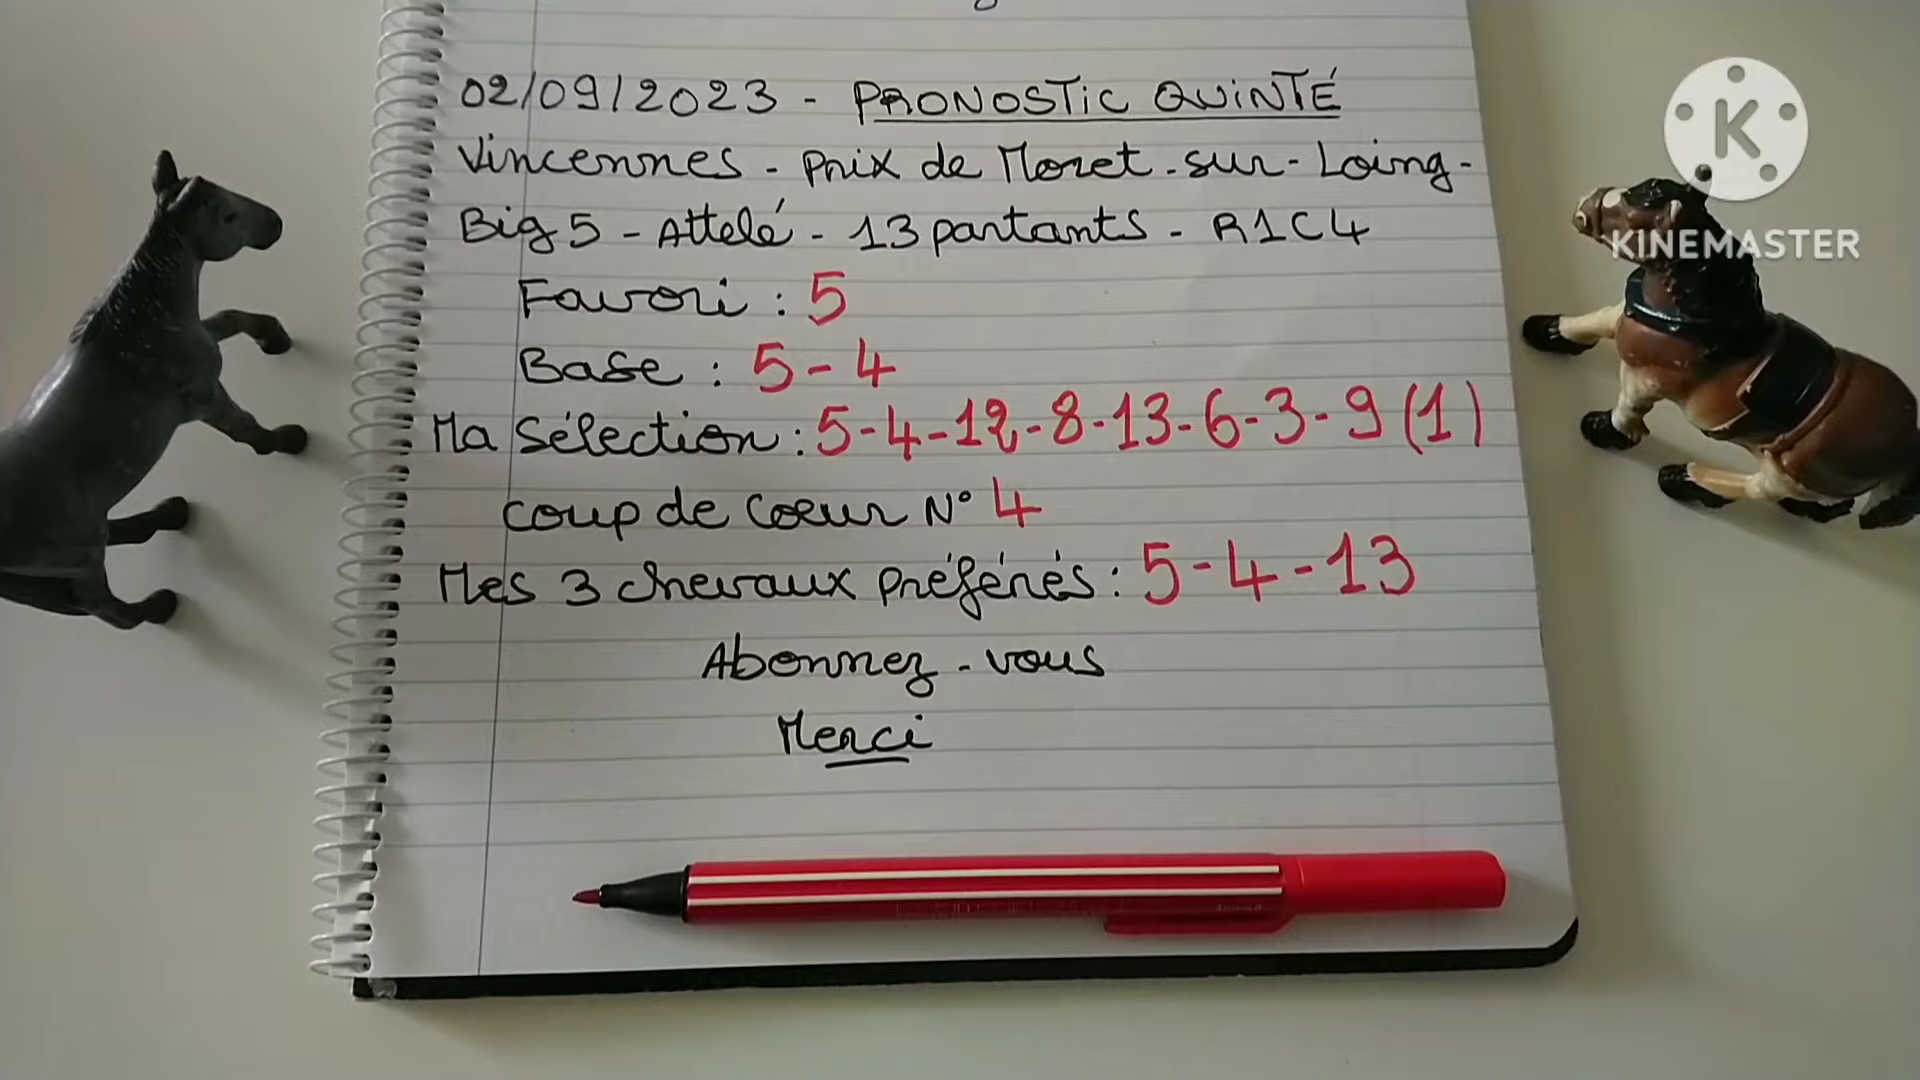 02/09/2023 - PRONOSTIC QUINTÉ
Vincennes - Prix de Moret-sur-Loing -
Big 5 - Attelé - 13 partants - R1C4
Favori : 5
Base : 5 - 4
Ma Sélection : 5-4-12-8-13-6-3-9 (1)
Coup de Coeur N° 4
Mes 3 chevaux préférés : 5-4-13
Abonnez-vous
Merci
K
KINEMASTER